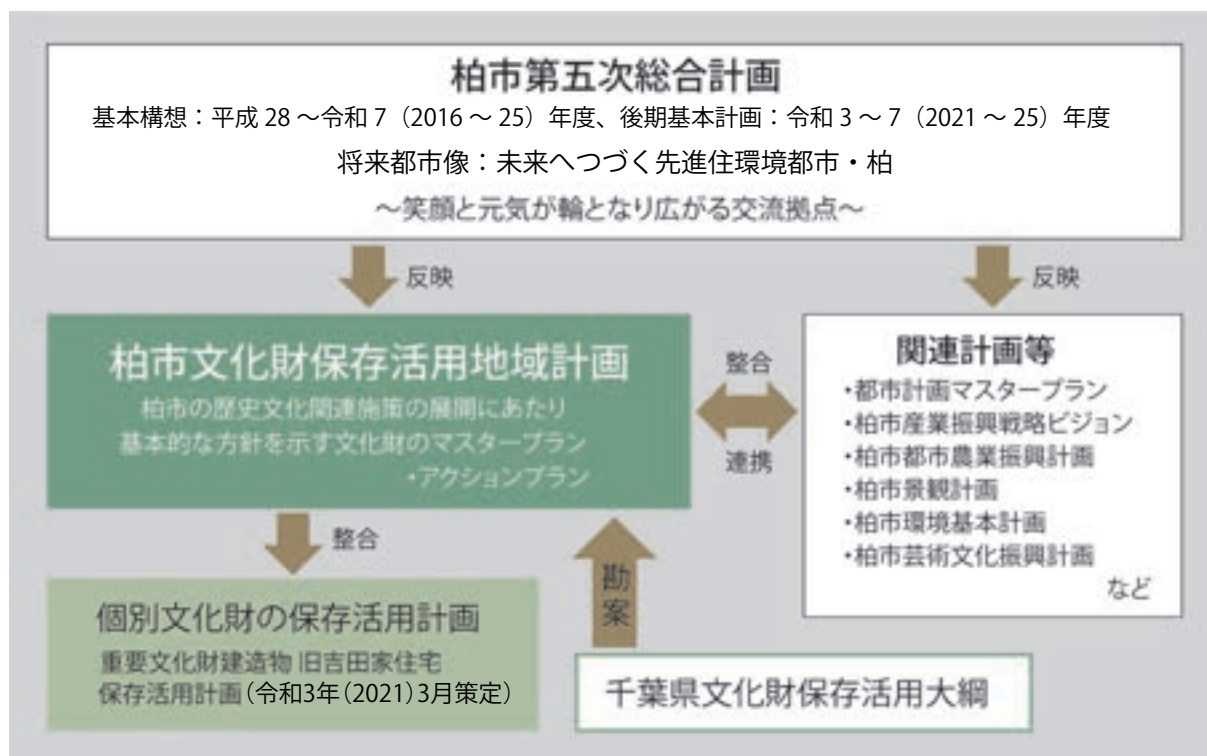 柏市第五次総合計画
基本構想：平成 28 ～令和 7（2016 ～ 25）年度、後期基本計画：令和 3 ～ 7（2021 ～ 25）年度
将来都市像：未来へつづく先進住環境都市・柏
～笑顔と元気が輪となり広がる交流拠点～
反映
反映
柏市文化財保存活用地域計画
柏市の歴史文化関連施策の展開にあたり
基本的な方針を示す文化財のマスタープラン
・アクションプラン
整合
連携
関連計画等
・都市計画マスタープラン
・柏市産業振興戦略ビジョン
・柏市都市農業振興計画
・柏市景観計画
・柏市環境基本計画
・柏市芸術文化振興計画
など
整合
勘案
個別文化財の保存活用計画
重要文化財建造物 旧吉田家住宅
保存活用計画（令和3年（2021）3月策定）
千葉県文化財保存活用大綱